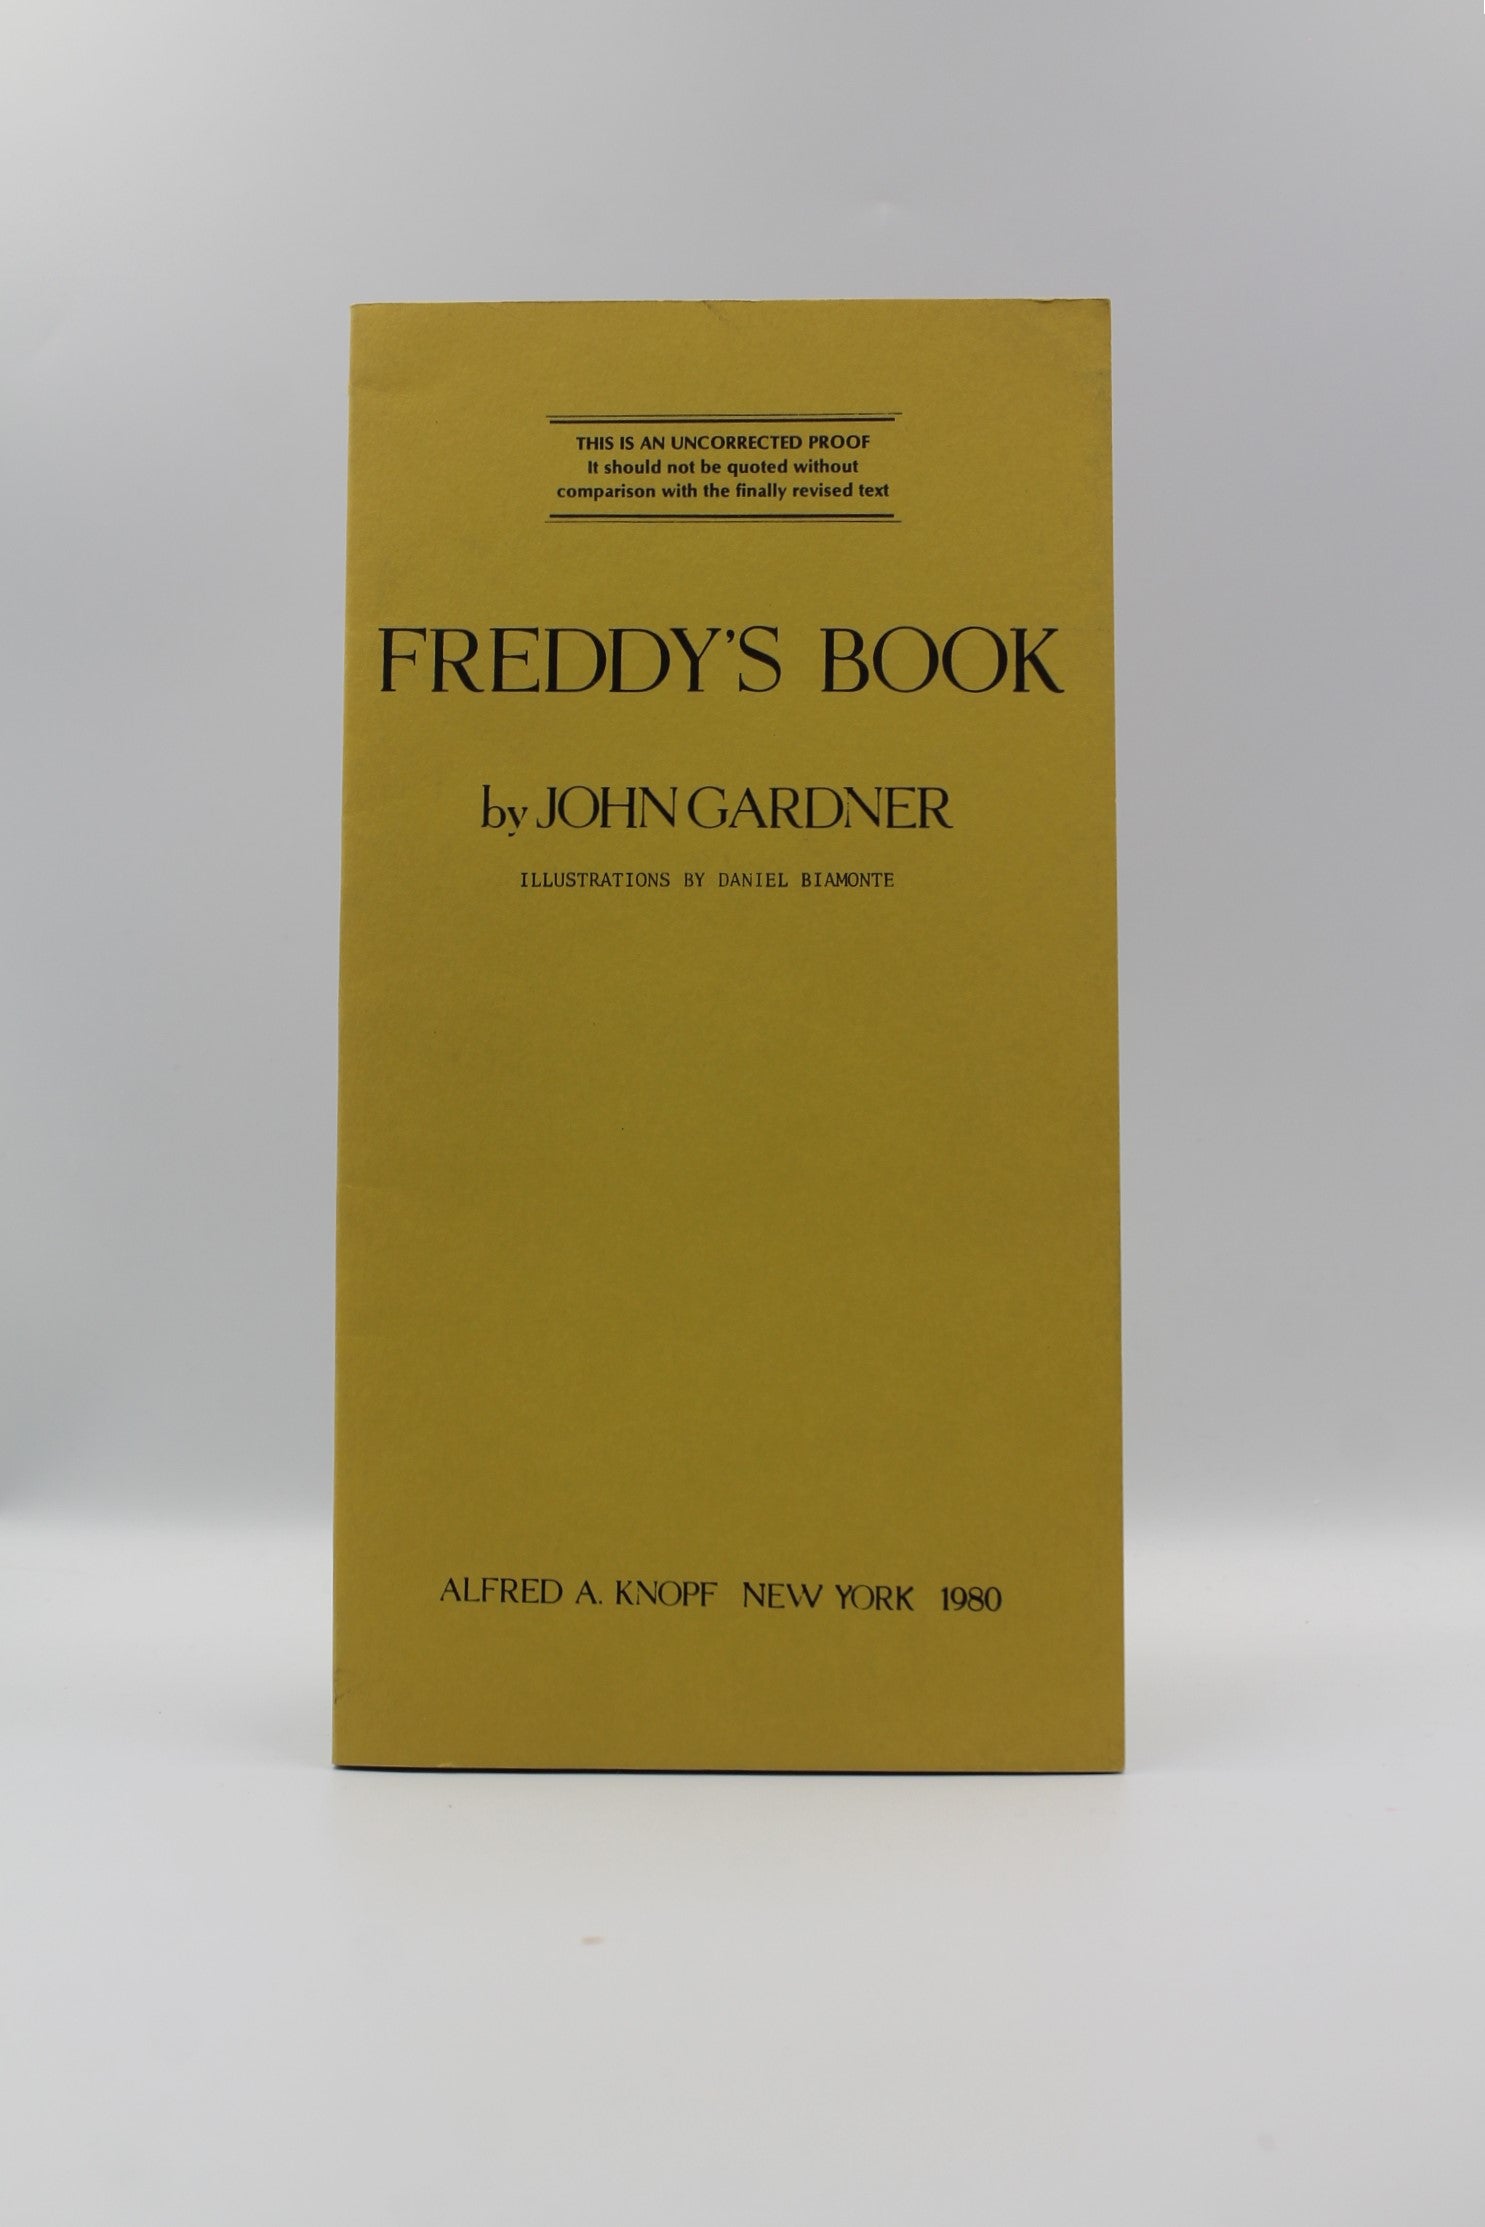 THIS IS AN UNCORRECTED PROOF
It should not be quoted without
comparison with the finally revised text
FREDDY'S BOOK
by JOHN GARDNER
ILLUSTRATIONS BY DANIEL BIAMONTE
ALFRED A. KNOPF NEW YORK 1980